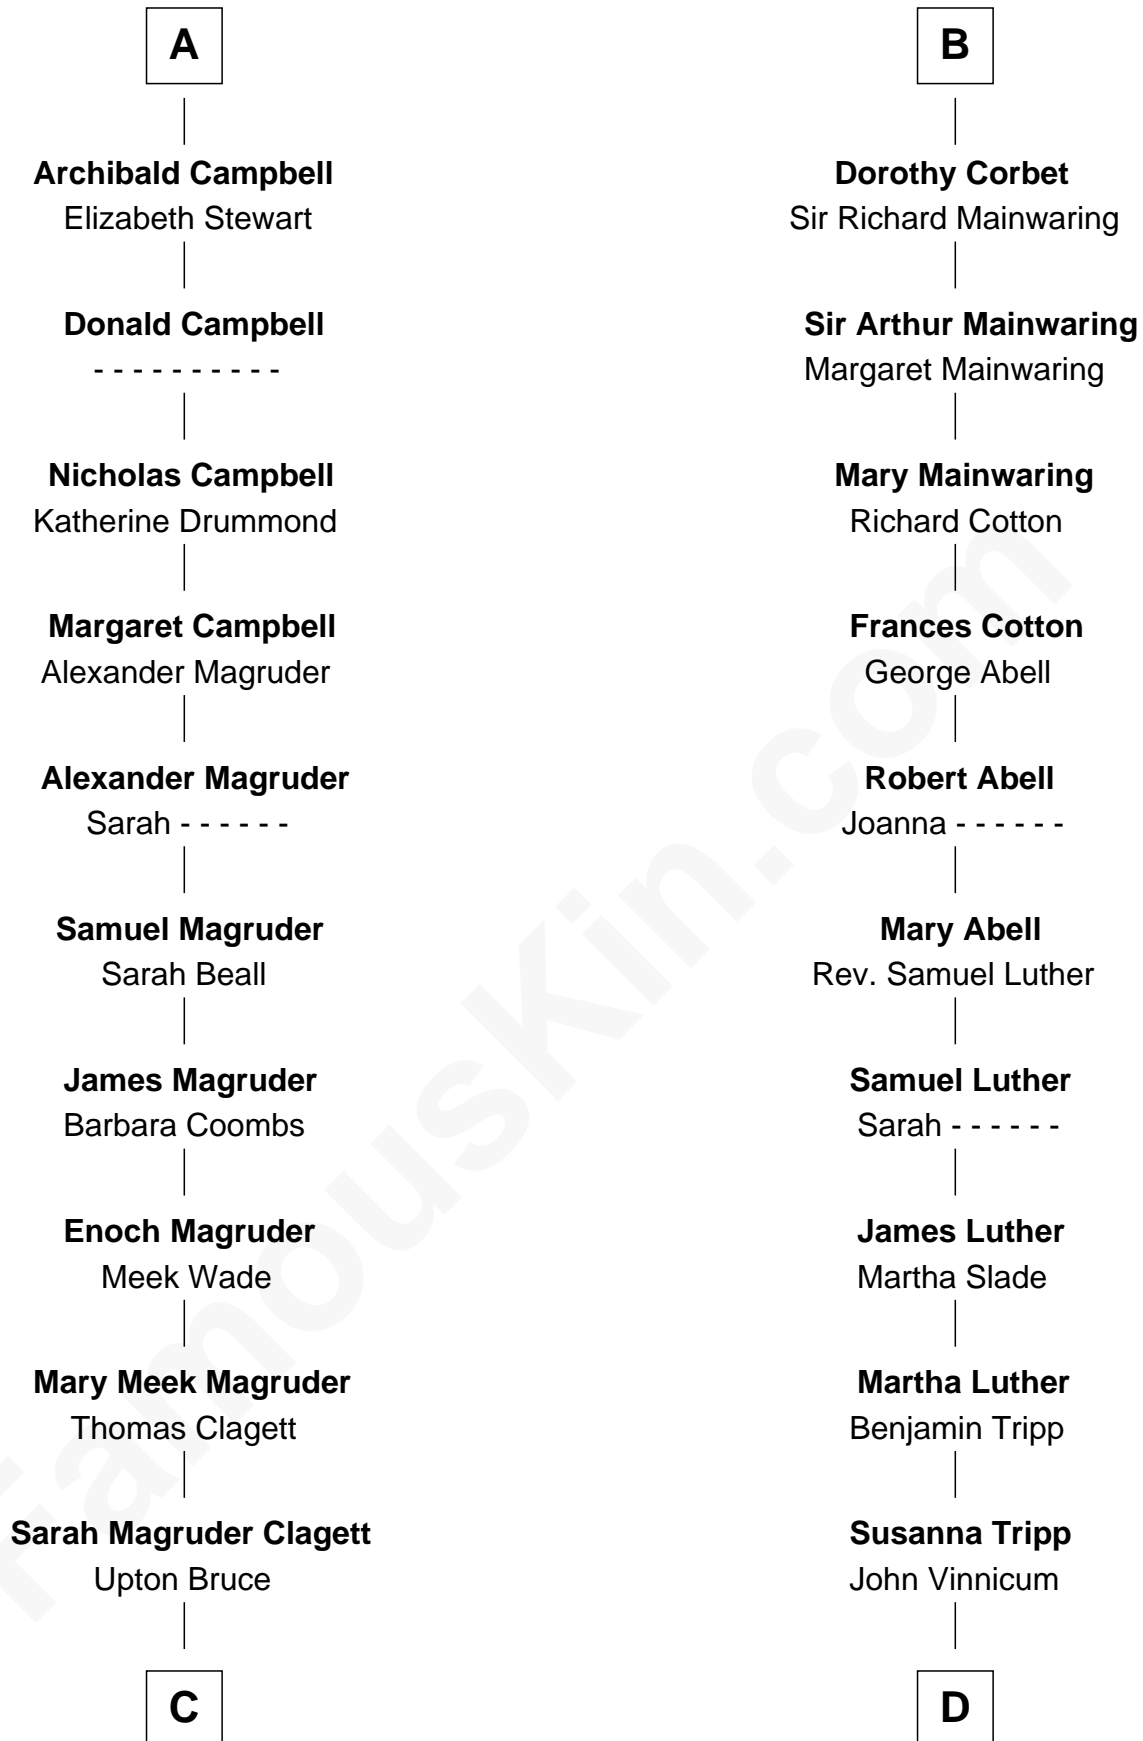 A
Archibald Campbell
Elizabeth Stewart
Donald Campbell
- - - - - - - - - -
Nicholas Campbell
Katherine Drummond
Margaret Campbell
Alexander Magruder
Alexander Magruder
Sarah - - - - - -
Samuel Magruder
Sarah Beall
James Magruder
Barbara Coombs
Enoch Magruder
Meek Wade
Mary Meek Magruder
Thomas Clagett
Sarah Magruder Clagett
Upton Bruce
C
B
Dorothy Corbet
Sir Richard Mainwaring
Sir Arthur Mainwaring
Margaret Mainwaring
Mary Mainwaring
Richard Cotton
Frances Cotton
George Abell
Robert Abell
Joanna - - - - - -
Mary Abell
Rev. Samuel Luther
Samuel Luther
Sarah - - - - - -
James Luther
Martha Slade
Martha Luther
Benjamin Tripp
Susanna Tripp
John Vinnicum
D
FamousKin.com